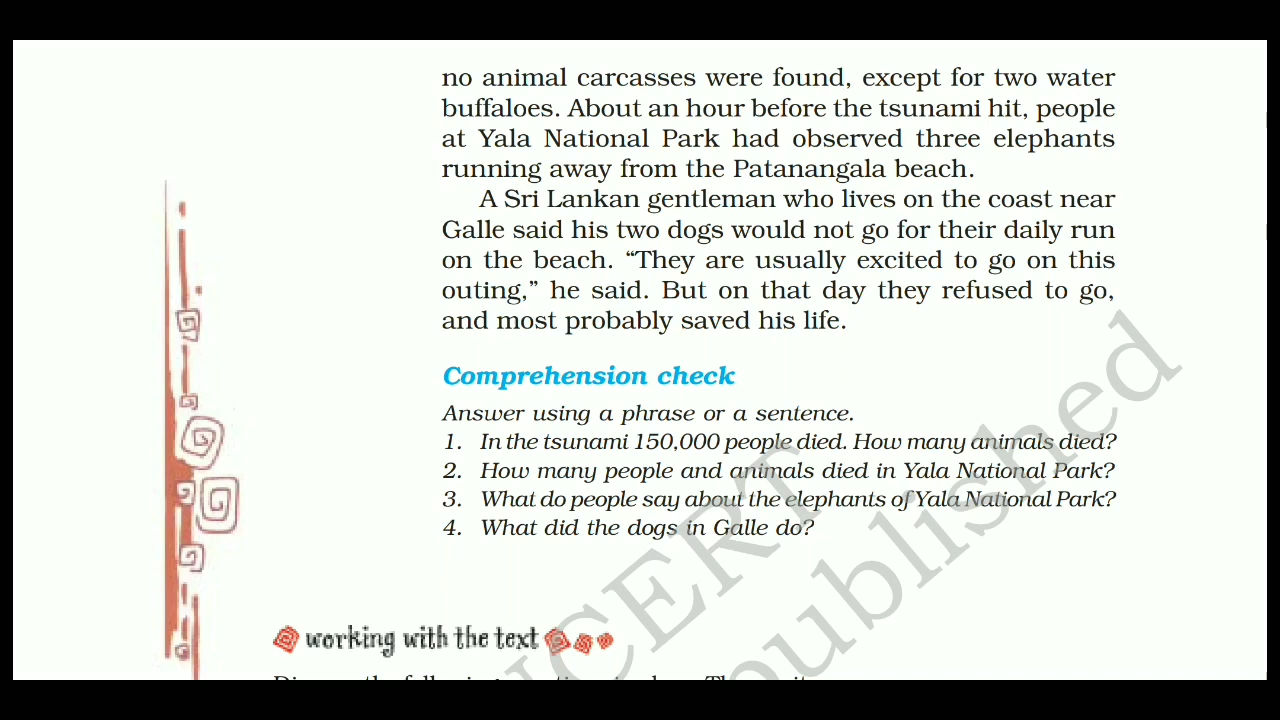 no animal carcasses were found, except for two water
buffaloes. About an hour before the tsunami hit, people
at Yala National Park had observed three elephants
running away from the Patanangala beach.
A Sri Lankan gentleman who lives on the coast near
Galle said his two dogs would not go for their daily run
on the beach. “They are usually excited to go on this
outing,” he said. But on that day they refused to go,
and most probably saved his life.
Comprehension check
Answer using a phrase or a sentence.
1. In the tsunami 150,000 people died. How many animals died?
2. How many people and animals died in Yala National Park?
3. What do people say about the elephants of Yala National Park?
4. What did the dogs in Galle do?
working with the text